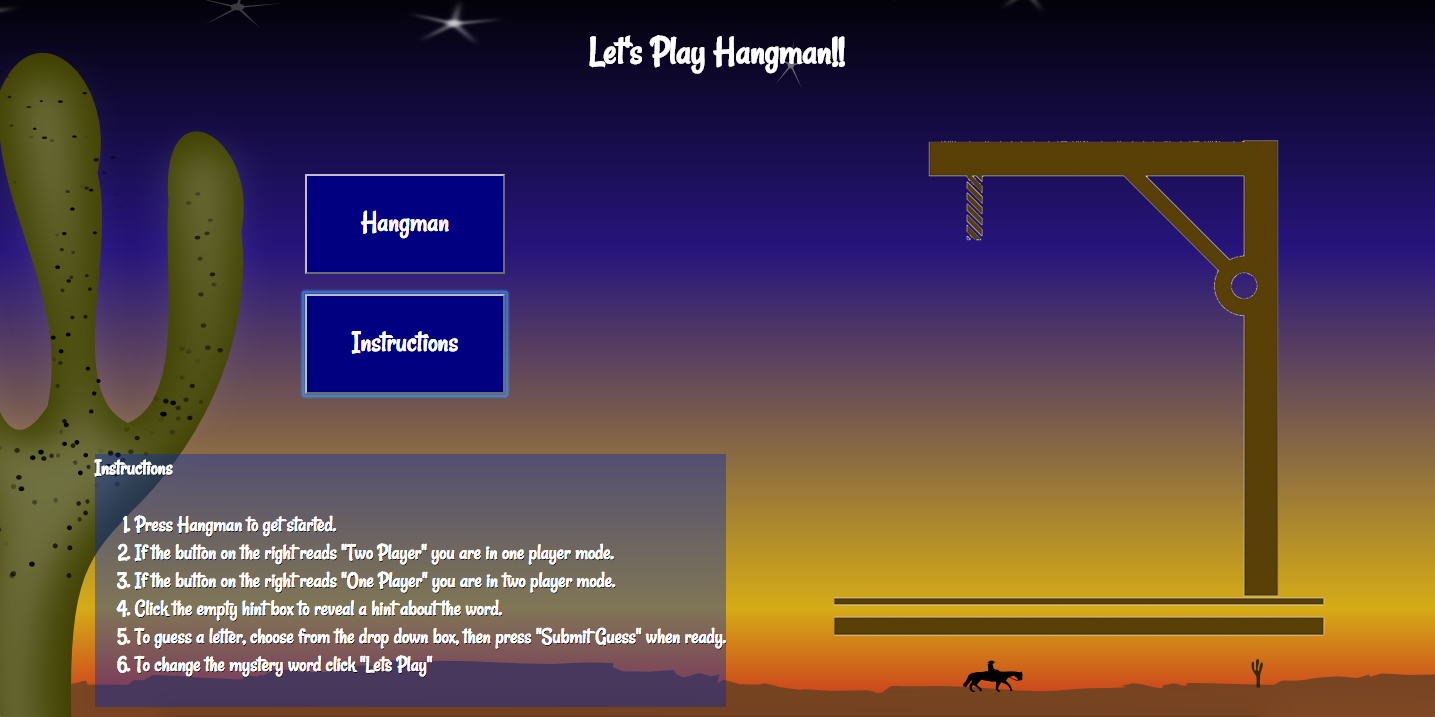 Let's Play Hangman!!
Hangman
Instructions
Instructions
1. Press Hangman to get started.
2. If the button on the right reads "Two Player" you are in one player mode.
3. If the button on the right reads "One Player" you are in two player mode.
4. Click the empty hint box to reveal a hint about the word.
5. To guess a letter, choose from the drop down box, then press "Submit Guess" when ready.
6. To change the mystery word click "Lets Play"